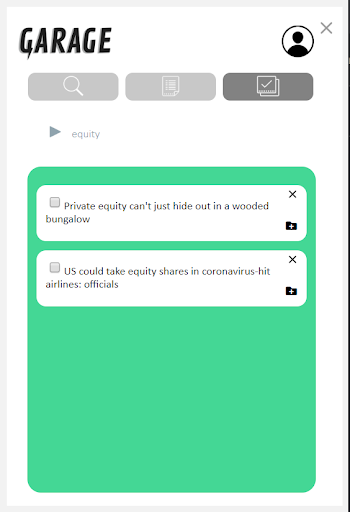 GARAGE
equity
Private equity can't just hide out in a wooded
bungalow
US could take equity shares in coronavirus-hit
airlines: officials